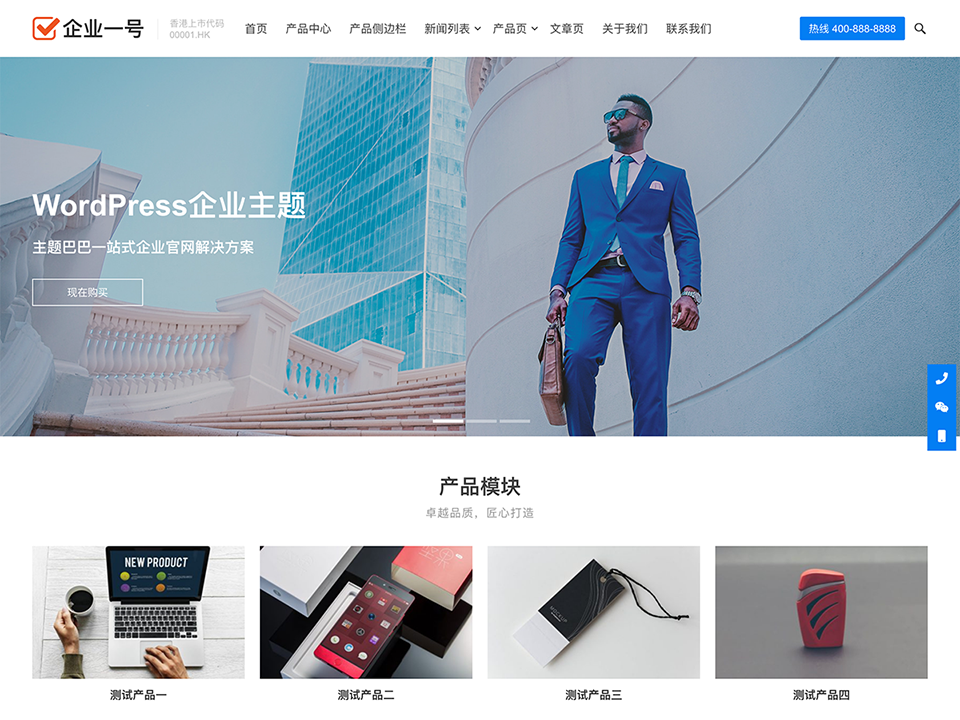 企业一号
香港上市代码
00001.HK
首页 产品中心 产品侧边栏 新闻列表 产品页 文章页 关于我们 联系我们
热线 400-888-8888
WordPress企业主题
主题巴巴一站式企业官网解决方案
现在购买
产品模块
卓越品质，匠心打造
NEW PRODUCT
MOCKUP
测试产品一
测试产品二
测试产品三
测试产品四